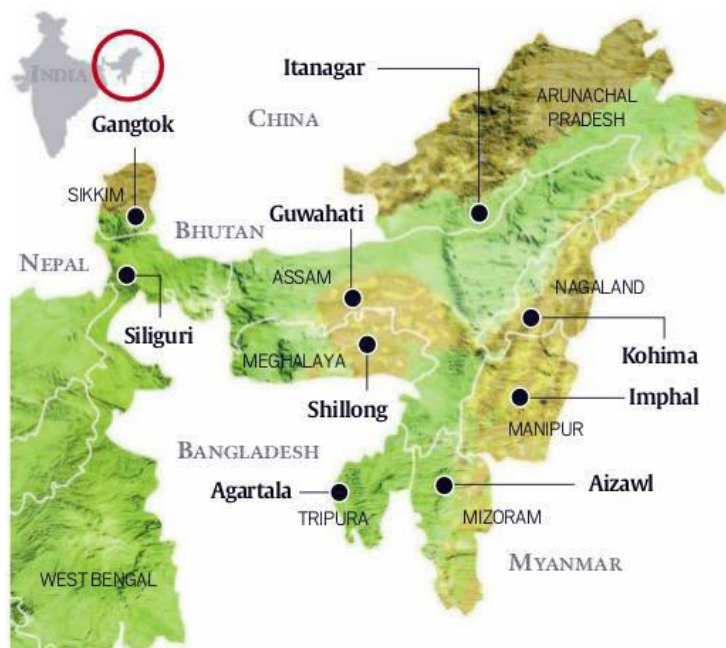 INDIA
Gangtok
CHINA
Itanagar
ARUNACHAL
PRADESH
SIKKIM
Guwahati
BHUTAN
NEPAL
ASSAM
NAGALAND
Siliguri
MEGHALAYA
Kohima
Shillong
Imphal
MANIPUR
BANGLADESH
Agartala
Aizawl
TRIPURA
MIZORAM
MYANMAR
WEST BENGAL